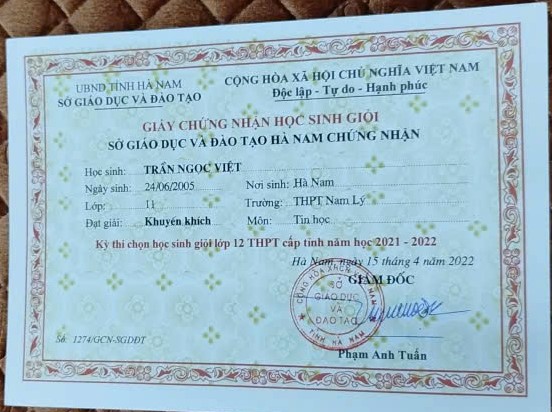 UBND TỈNH HÀ NAM
SỞ GIÁO DỤC VÀ ĐÀO TẠO
CỘNG HÒA XÃ HỘI CHỦ NGHĨA VIỆT NAM
Độc lập - Tự do - Hạnh phúc
GIẤY CHỨNG NHẬN HỌC SINH GIỎI
SỞ GIÁO DỤC VÀ ĐÀO TẠO HÀ NAM CHỨNG NHẬN
Học sinh: TRẦN NGỌC VIỆT
Ngày sinh: 24/06/2005 Nơi sinh: Hà Nam
Lớp: 11 Trường: THPT Nam Lý
Đạt giải: Khuyến khích Môn: Tin học
Kỳ thi chọn học sinh giỏi lớp 12 THPT cấp tỉnh năm học 2021 - 2022
Hà Nam, ngày 15 tháng 4 năm 2022
GIÁM ĐỐC
CỘNG HÒA XHCN VIỆT NAM
SỞ
GIÁO DỤC
VÀ
ĐÀO TẠO
TỈNH HÀ NAM
Số: 1274/GCN-SGDĐT
Phạm Anh Tuấn